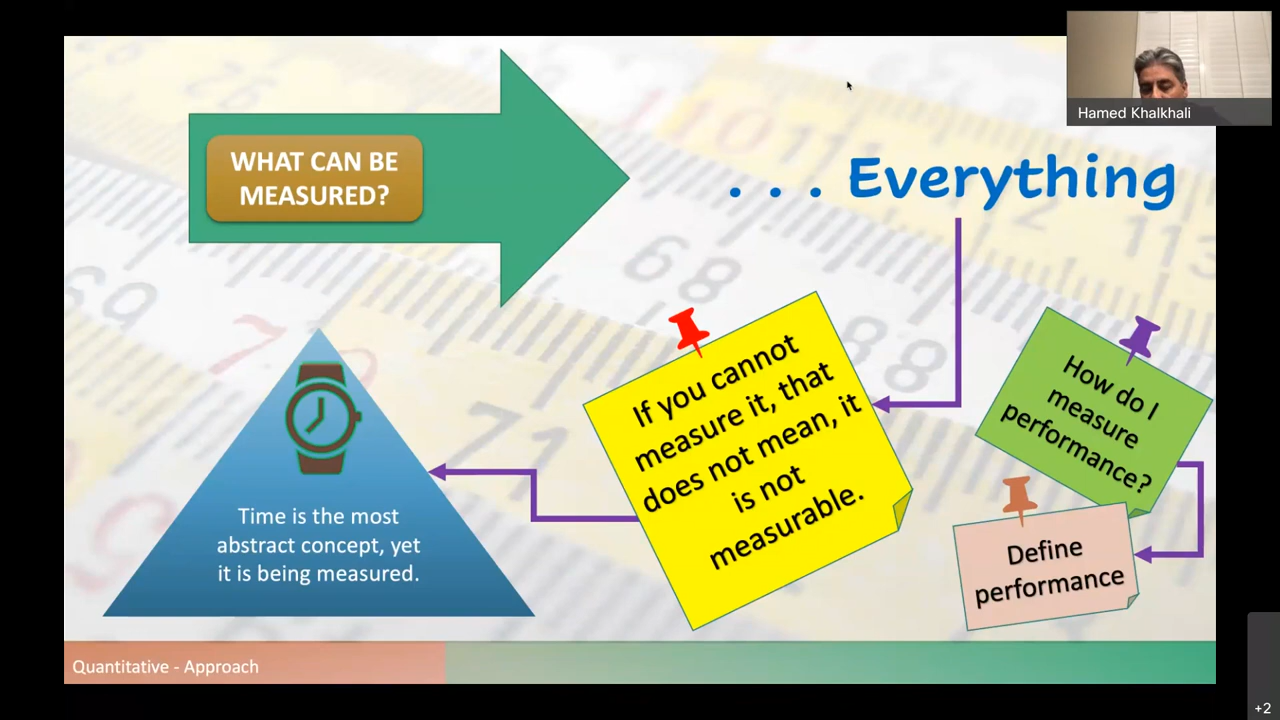 Hamed Khalkhali
WHAT CAN BE
MEASURED?
. . . Everything
If you cannot
measure it, that
does not mean, it
is not
measurable.
How do I
measure
performance?
Define
performance
Time is the most
abstract concept, yet
it is being measured.
Quantitative - Approach
+2